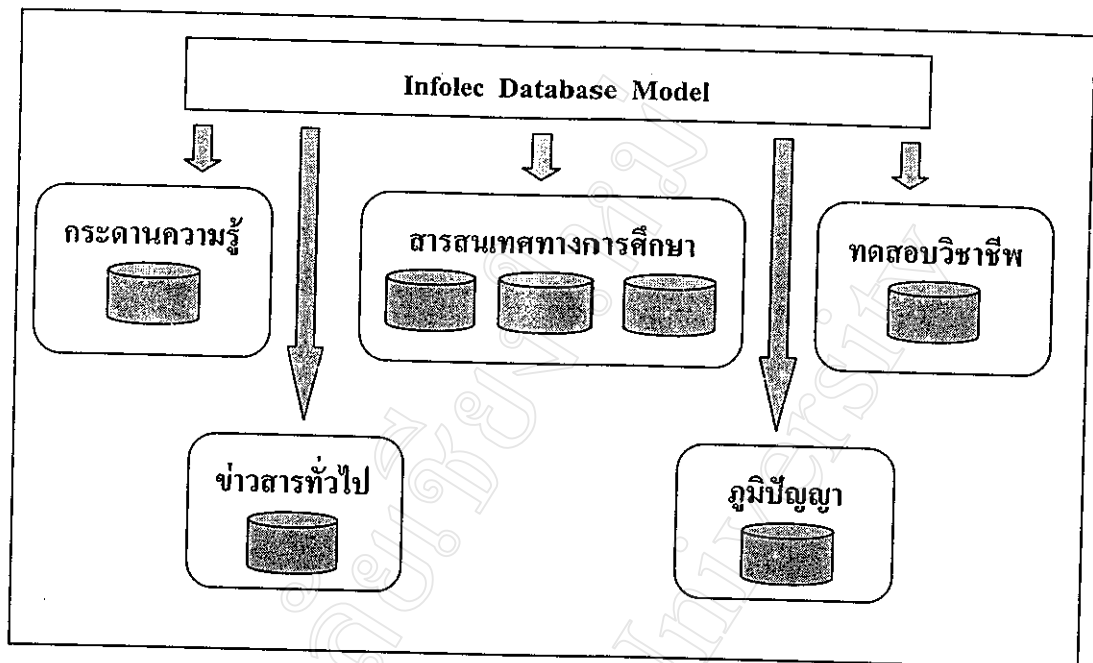 Infolec Database Model
กระดานความรู้
สารสนเทศทางการศึกษา
ทดสอบวิชาชีพ
ข่าวสารทั่วไป
ภูมิปัญญา
University